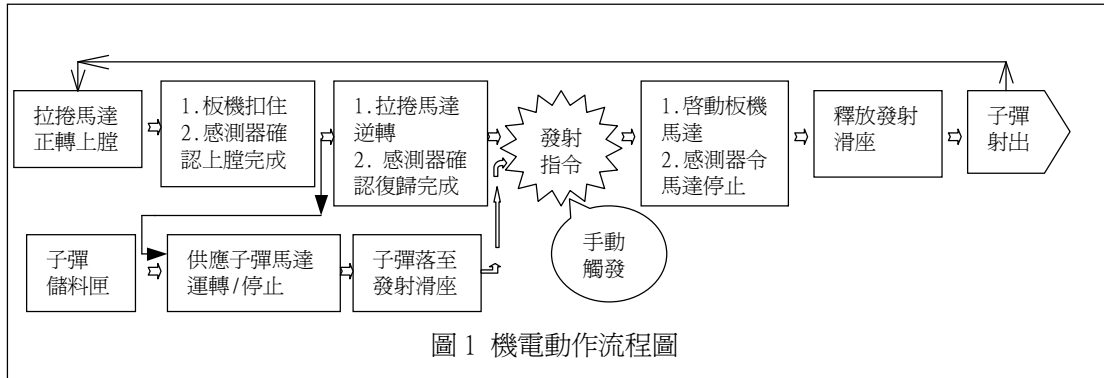 拉捲馬達
正轉上膛
1.板機扣住
2.感測器確
認上膛完成
1.拉捲馬達
逆轉
2. 感測器確
認復歸完成
發射
指令
1.啓動板機
馬達
2.感測器令
馬達停止
釋放發射
滑座
子彈
射出
手動
觸發
子彈
儲料匣
供應子彈馬達
運轉/停止
子彈落至
發射滑座
圖 1 機電動作流程圖